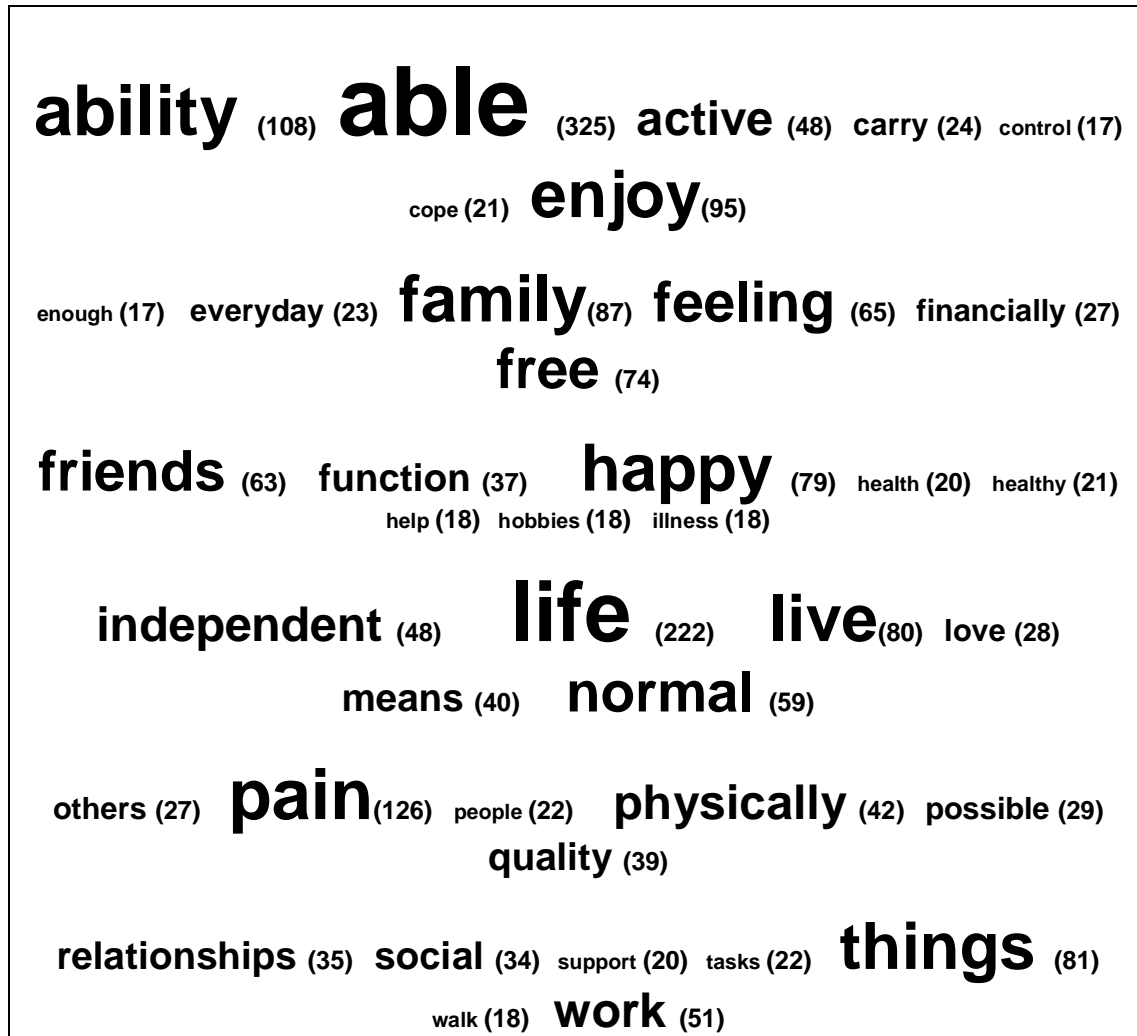 ability (108) able (325) active (48) carry (24) control (17)
cope (21) enjoy(95)
enough (17) everyday (23) family(87) feeling (65) financially (27)
free (74)
friends (63) function (37) happy (79) health (20) healthy (21)
help (18) hobbies (18) illness (18)
independent (48) life (222) live(80) love (28)
means (40) normal (59)
others (27) pain(126) people (22) physically (42) possible (29)
quality (39)
relationships (35) social (34) support (20) tasks (22) things (81)
walk (18) work (51)